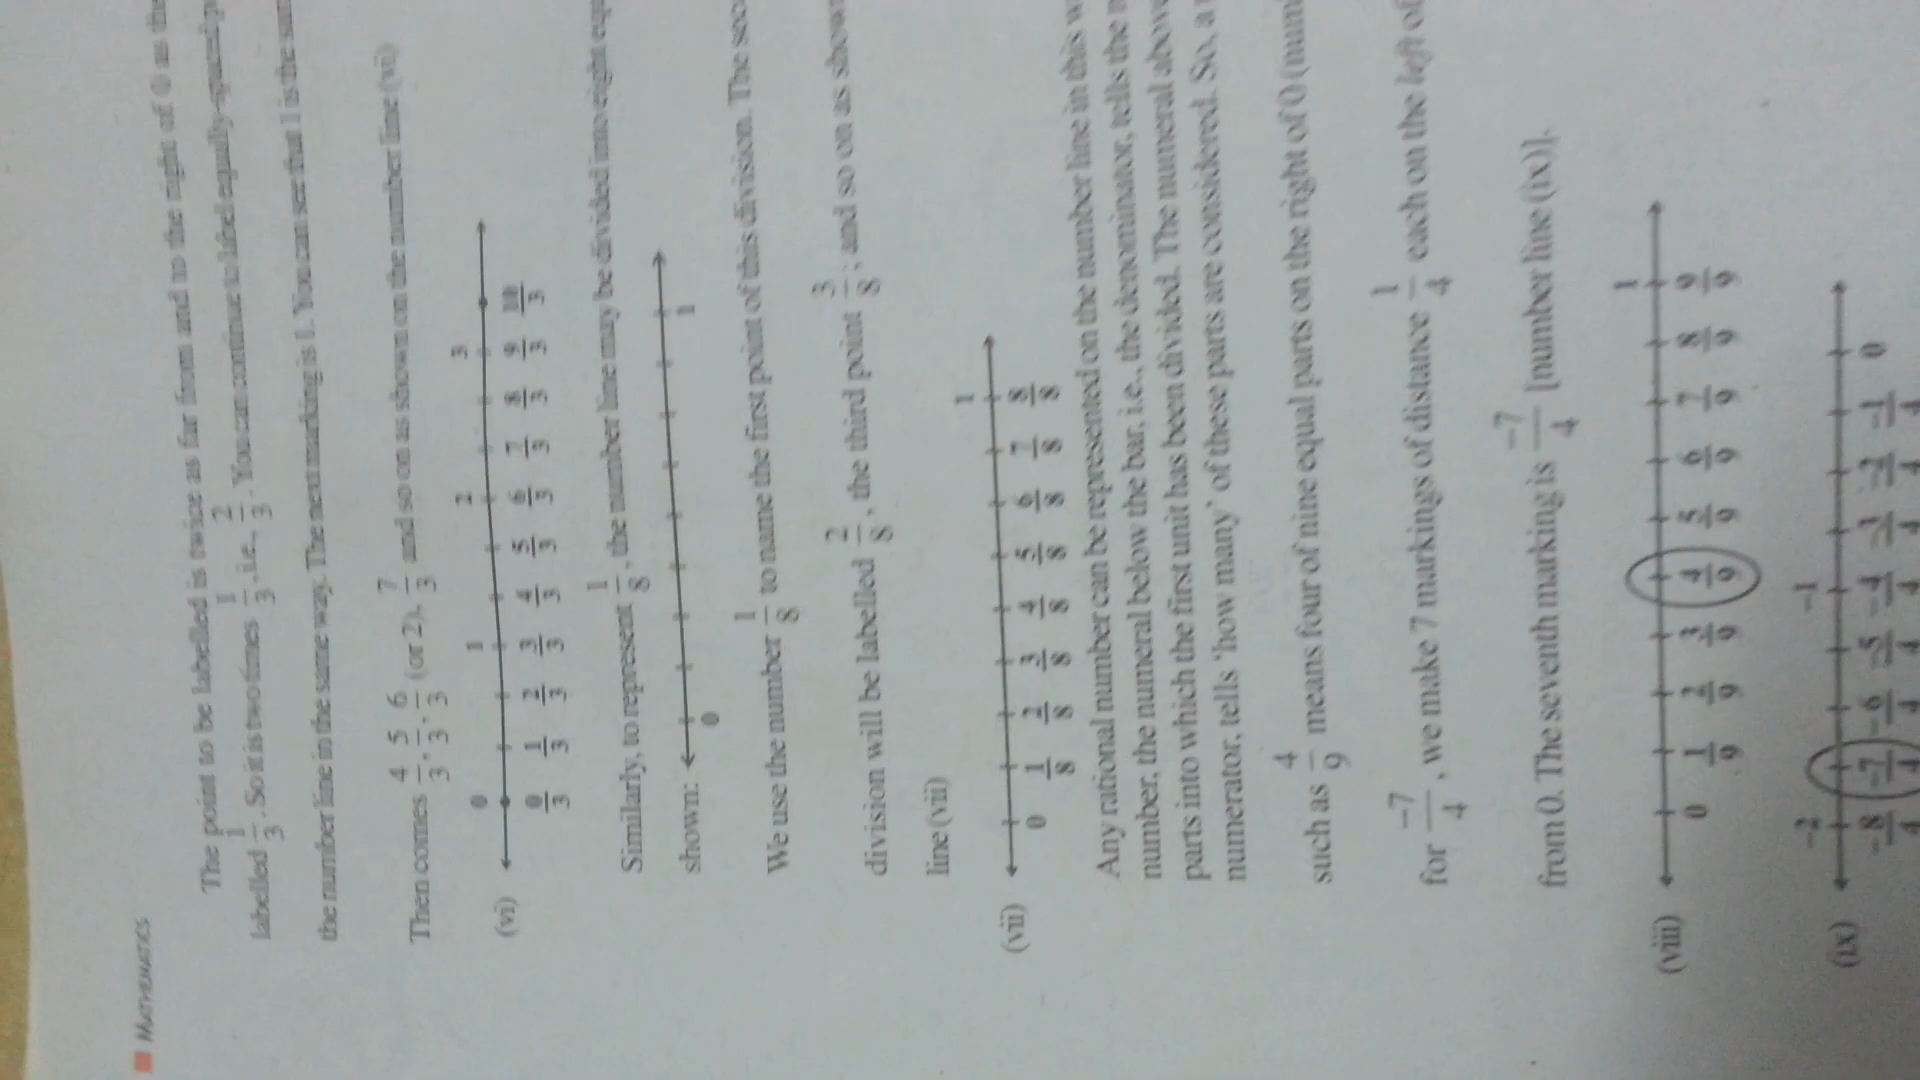 MATHEMATICS
The point to be labelled is twice as far from and to the right of 0 as the
labelled 1/3. So it is two times 1/3, i.e., 2/3. You can continue to label equally-spaced
the number line in the same way. The next marking is 1. You can see that 1 is the
Then comes 4/3, 5/3, 6/3 (or 2), 7/3 and so on as shown on the number line (vi)
0 1 2 3
(vi)
0/3 1/3 2/3 3/3 4/3 5/3 6/3 7/3 8/3 9/3 10/3
Similarly, to represent 1/8, the number line may be divided into eight
shown:
0 1
We use the number 1/8 to name the first point of this division. The
division will be labelled 2/8, the third point 3/8, and so on as shown
line (vii)
1
(vii)
0 1/8 2/8 3/8 4/8 5/8 6/8 7/8 8/8
Any rational number can be represented on the number line in this
number, the numeral below the bar, i.e., the denominator, tells the
parts into which the first unit has been divided. The numeral above
numerator, tells 'how many' of these parts are considered. So, a
such as 4/9 means four of nine equal parts on the right of 0 (
for -7/4, we make 7 markings of distance 1/4 each on the left of
from 0. The seventh marking is -7/4 [number line (ix)].
1
(viii)
0 1/9 2/9 3/9 4/9 5/9 6/9 7/9 8/9 9/9
-2 -1
(ix)
-8/4 -7/4 -6/4 -5/4 -4/4 -3/4 -2/4 -1/4 0